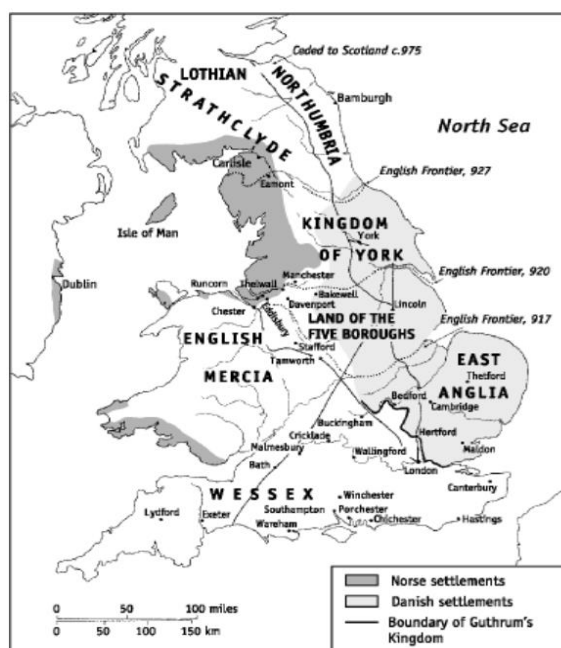 Ceded to Scotland c.975
LOTHIAN
STRATHCLYDE
NORTHUMBRIA
Bamburgh
North Sea
Carlisle
Eamont
English Frontier, 927
KINGDOM
OF YORK
York
Isle of Man
Dublin
Manchester
Thelwall
Runcorn
English Frontier, 920
Bakewell
Davenport
Lincoln
Chester
Eddisbury
LAND OF THE
FIVE BOROUGHS
English Frontier, 917
ENGLISH
MERCIA
Stafford
Tamworth
EAST
ANGLIA
Thetford
Bedford
Cambridge
Buckingham
Hertford
Cricklade
Malmesbury
Wallingford
Maldon
Bath
London
WESSEX
Winchester
Canterbury
Southampton
Porchester
Lydford
Exeter
Wareham
Chichester
Hastings
0 50 100 miles
0 50 100 150 km
Norse settlements
Danish settlements
Boundary of Guthrum's
Kingdom